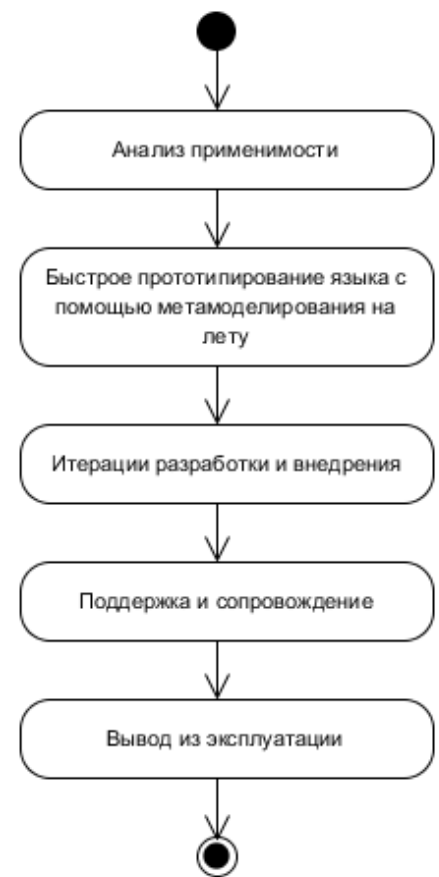 Анализ применимости
Быстрое прототипирование языка с
помощью метамоделирования на
лету
Итерации разработки и внедрения
Поддержка и сопровождение
Вывод из эксплуатации